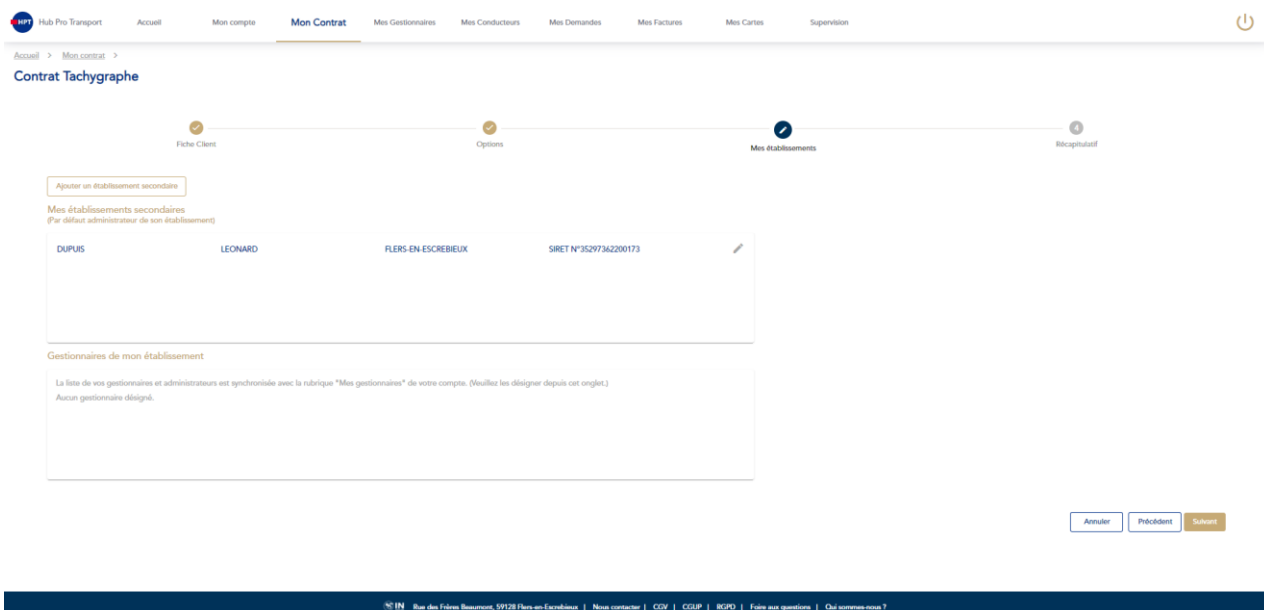 HPT Hub Pro Transport Accueil Mon compte Mon Contrat Mes Gestionnaires Mes Conducteurs Mes Demandes Mes Factures Mes Cartes Supervision
Accueil > Mon contrat >
Contrat Tachygraphe
4
Fiche Client Options Mes établissements Récapitulatif
Ajouter un établissement secondaire
Mes établissements secondaires
(Par défaut administrateur de son établissement)
DUPUIS LEONARD FLERS-EN-ESCREBIEUX SIRET N°35297362200173
Gestionnaires de mon établissement
La liste de vos gestionnaires et administrateurs est synchronisée avec la rubrique "Mes gestionnaires" de votre compte. (Veuillez les désigner depuis cet onglet.)
Aucun gestionnaire désigné.
Annuler Précédent Suivant
IN Rue des Frères Beaumont, 59128 Flers-en-Escrebieux | Nous contacter | CGV | CGUP | RGPD | Foire aux questions | Qui sommes-nous ?